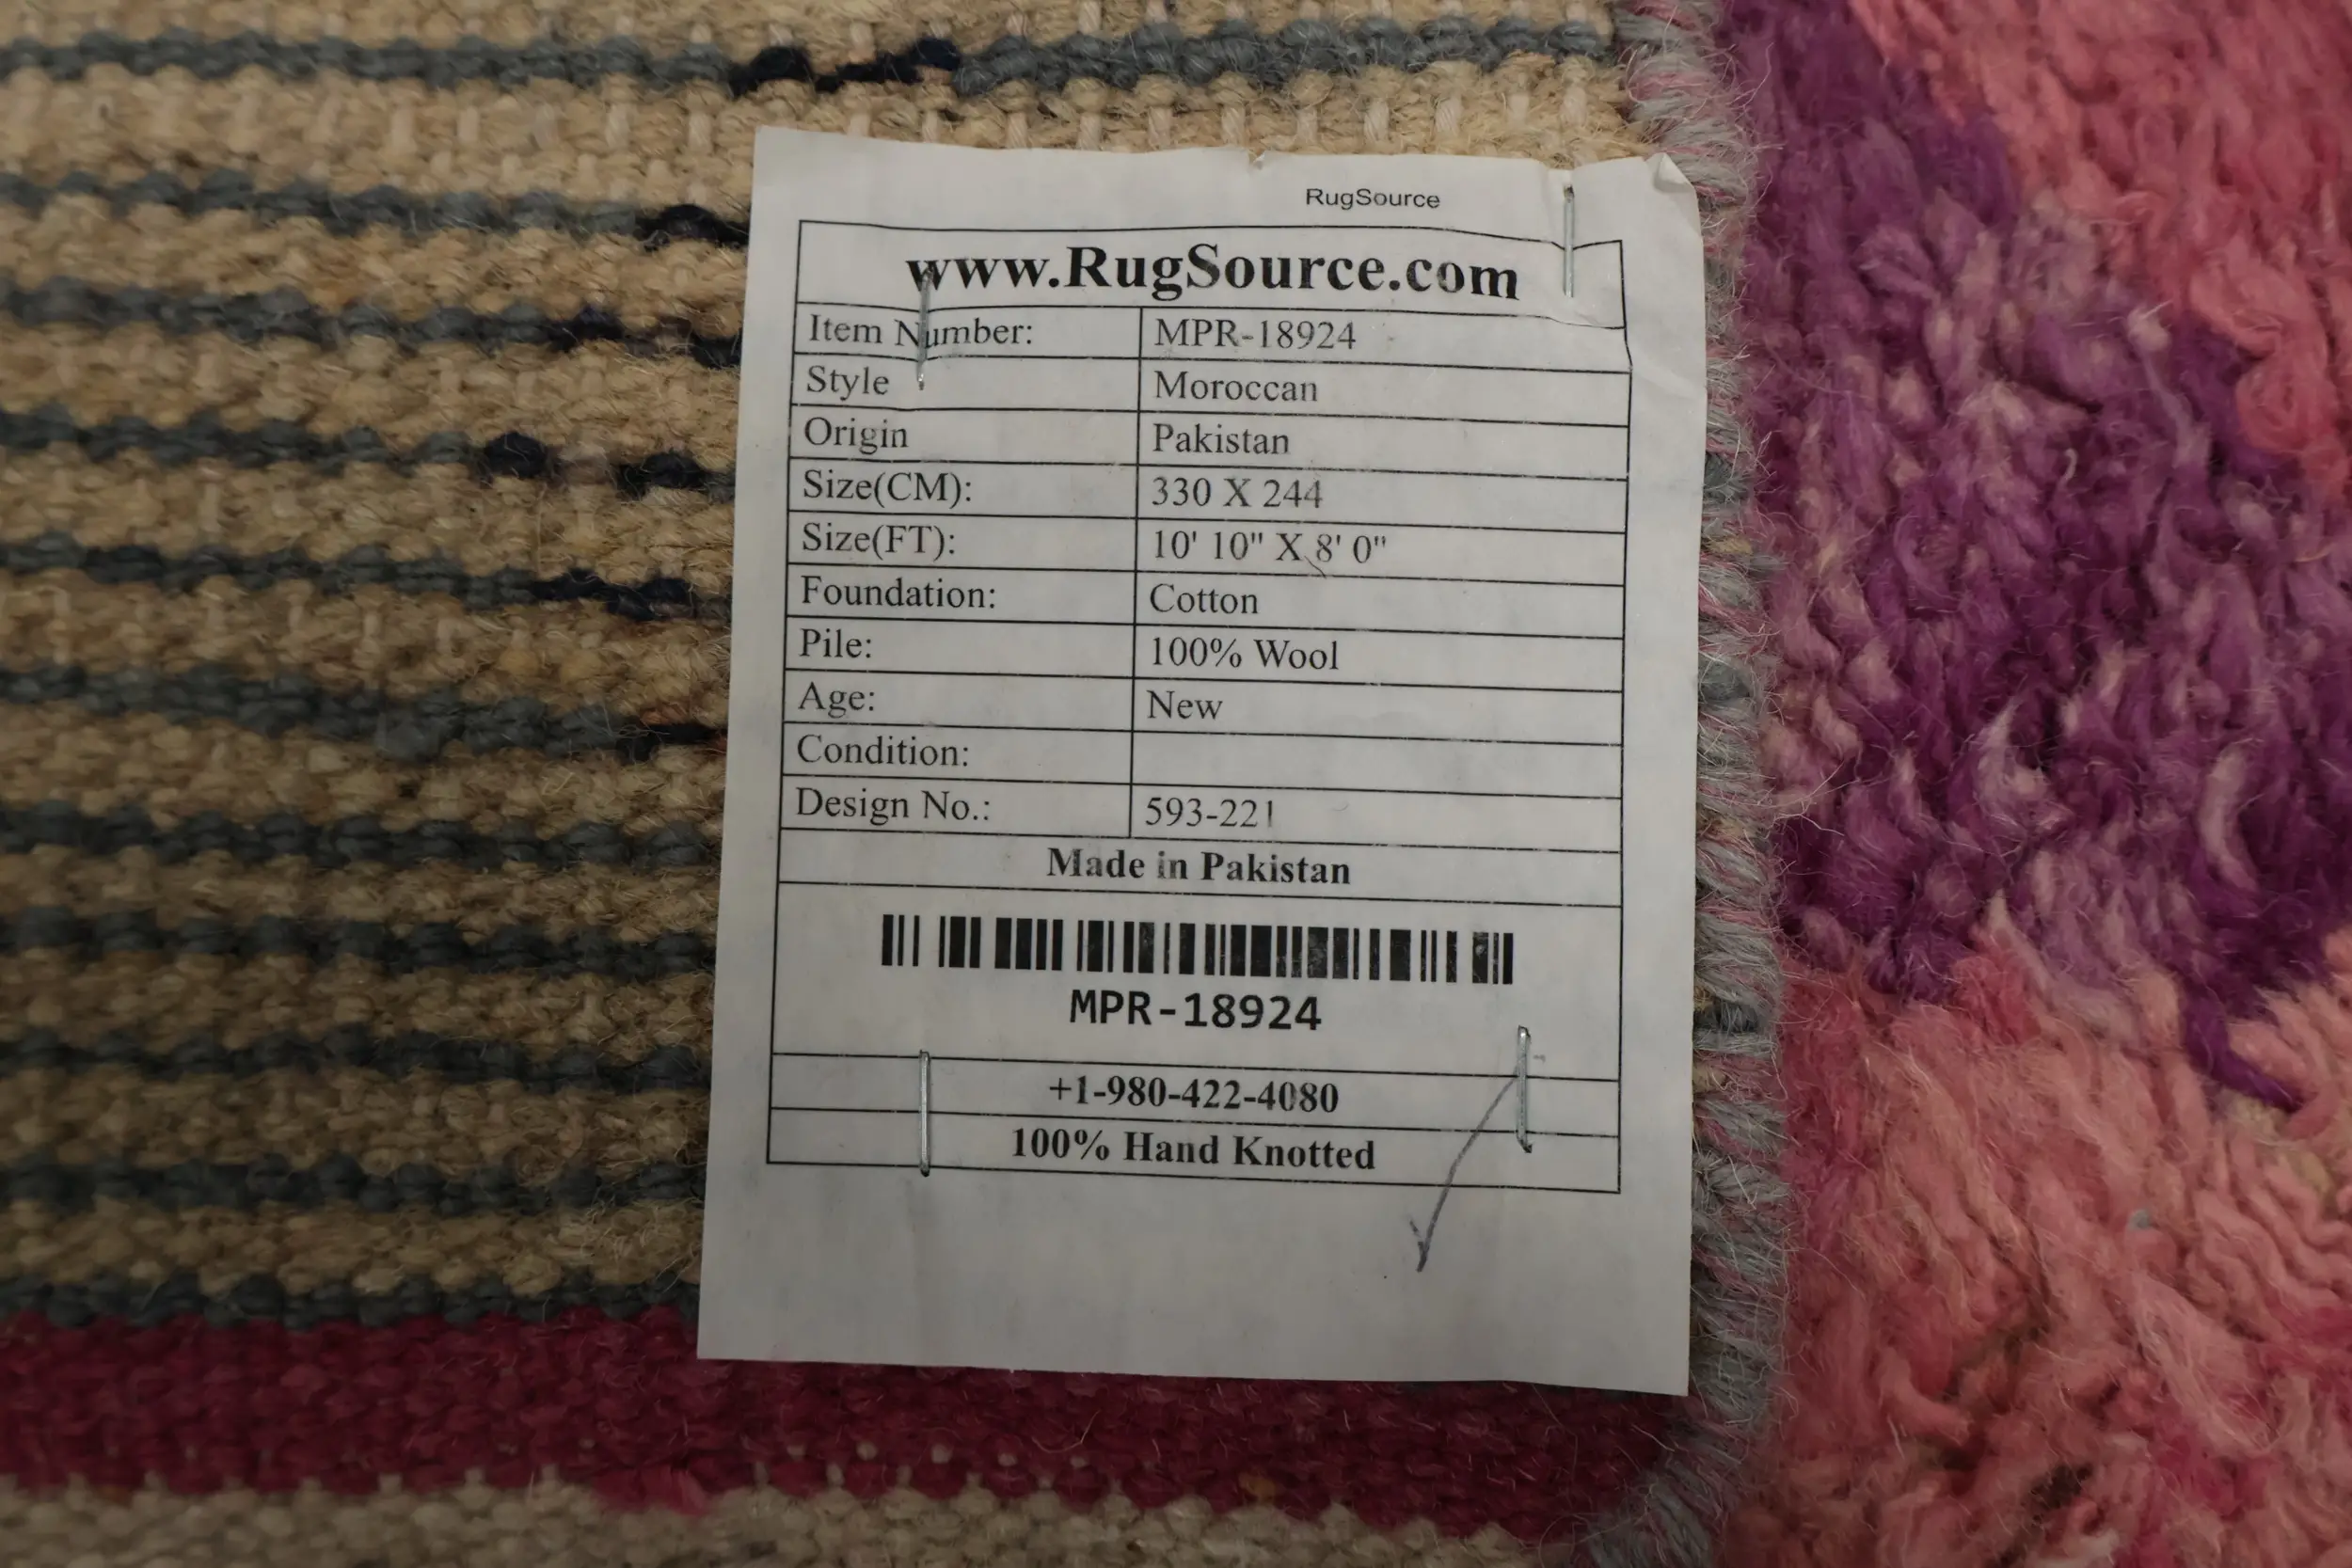 RugSource
www.RugSource.com
Item Number: MPR-18924
Style Moroccan
Origin Pakistan
Size(CM): 330 X 244
Size(FT): 10' 10" X 8' 0"
Foundation: Cotton
Pile: 100% Wool
Age: New
Condition:
Design No.: 593-221
Made in Pakistan
MPR-18924
+1-980-422-4080
100% Hand Knotted